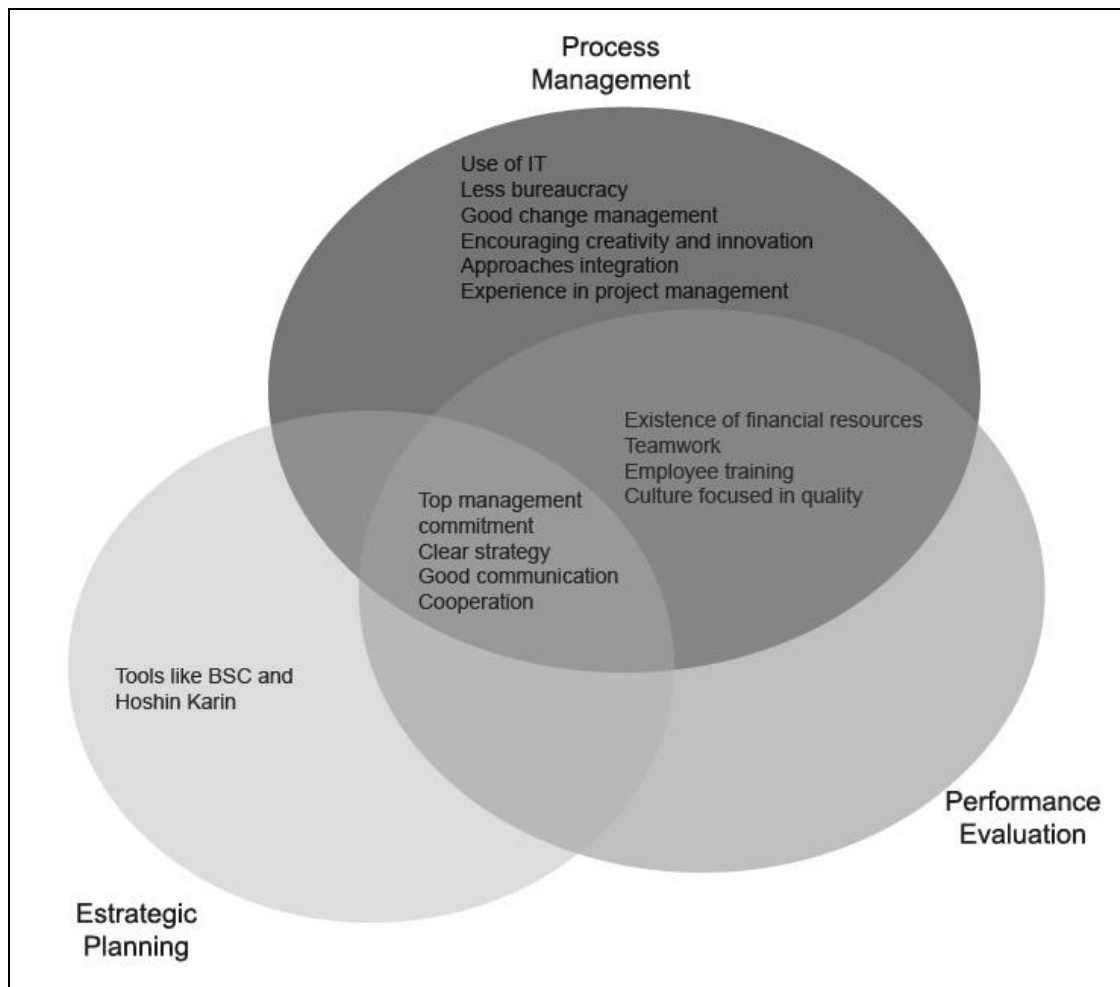 Process
Management
Use of IT
Less bureaucracy
Good change management
Encouraging creativity and innovation
Approaches integration
Experience in project management
Existence of financial resources
Teamwork
Employee training
Culture focused in quality
Top management
commitment
Clear strategy
Good communication
Cooperation
Tools like BSC and
Hoshin Karin
Performance
Evaluation
Estrategic
Planning